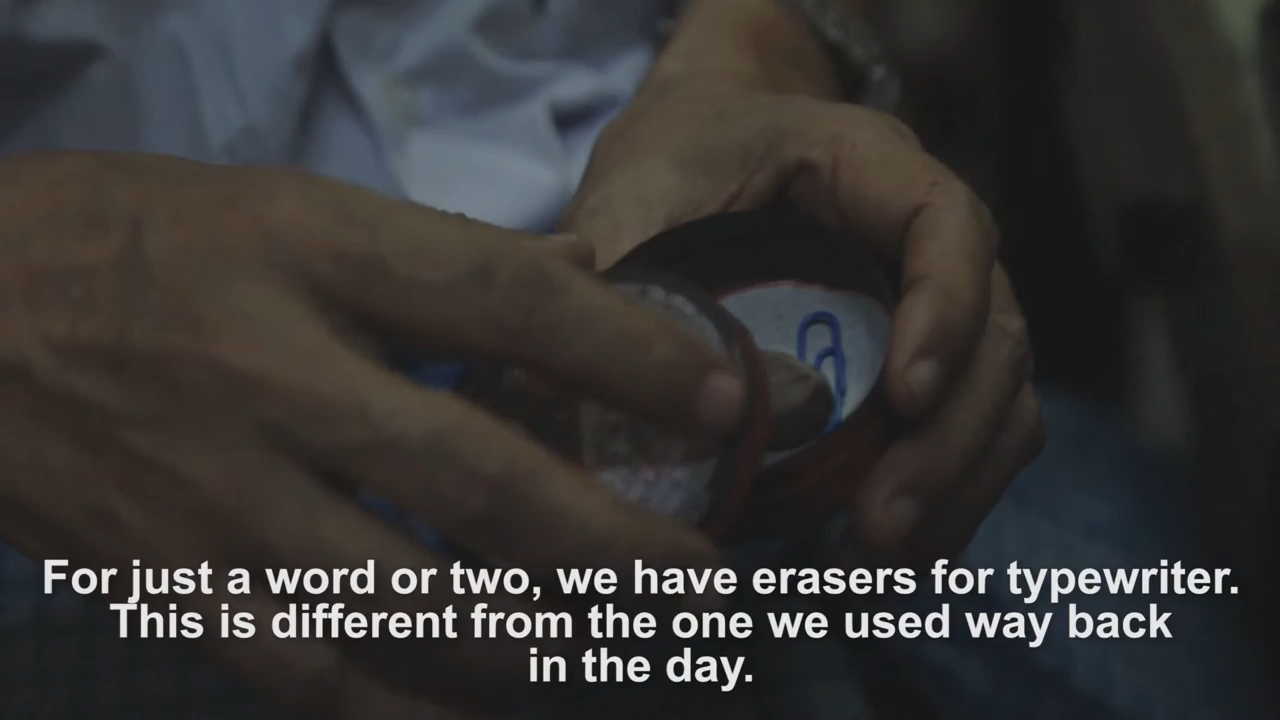 For just a word or two, we have erasers for typewriter.
This is different from the one we used way back
in the day.